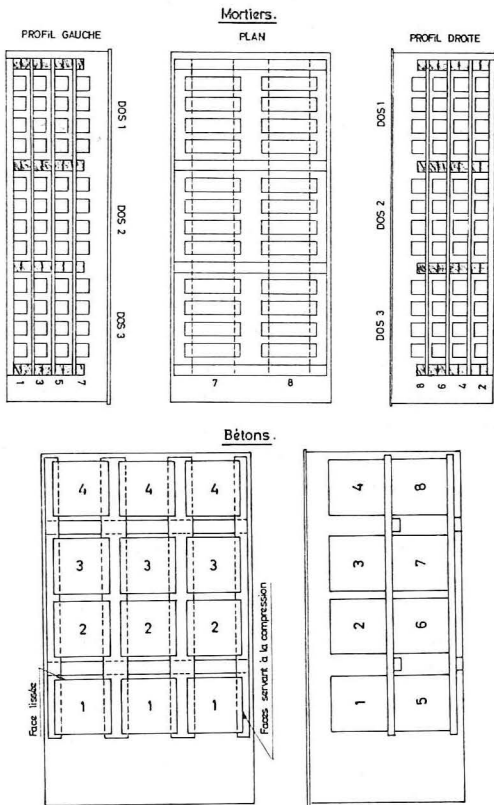 Mortiers.
PROFIL GAUCHE
PLAN
PROFIL DROITE
DOS 1
DOS 2
DOS 3
1 3 5 7
7 8
DOS 1
DOS 2
DOS 3
8 6 4 2
Bétons.
4 4 4
3 3 3
2 2 2
1 1 1
Face lissée
Faces servant à la compression
4 8
3 7
2 6
1 5